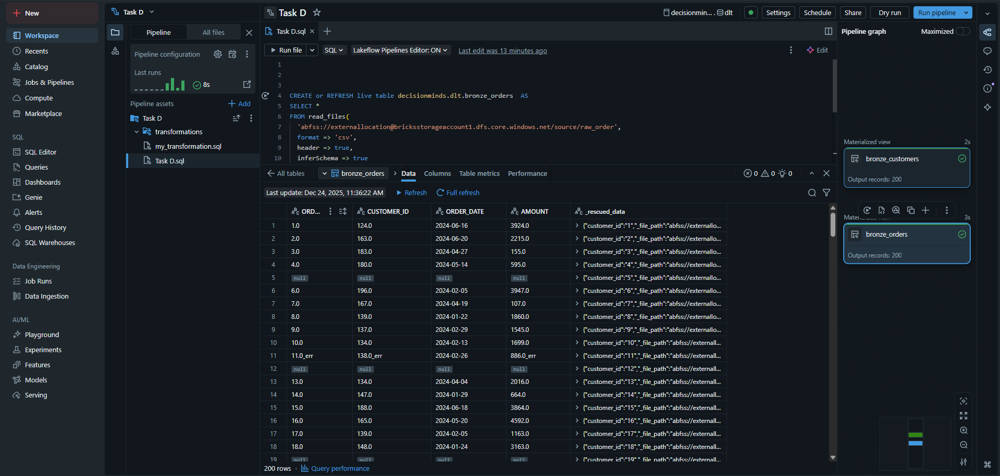 New
Workspace
Recents
Catalog
Jobs & Pipelines
Compute
Marketplace
SQL
SQL Editor
Queries
Dashboards
Genie
Alerts
Query History
SQL Warehouses
Data Engineering
Job Runs
Data Ingestion
AI/ML
Playground
Experiments
Features
Models
Serving
Task D
Pipeline
All files
Pipeline configuration
Last runs
8s
Pipeline assets
Add
Task D
transformations
my_transformation.sql
Task D.sql
Task D
decisionmin... . dlt
Settings
Schedule
Share
Dry run
Run pipeline
Task D.sql
Run file
SQL
Lakeflow Pipelines Editor: ON
Last edit was 13 minutes ago
Edit
1
2
3
4 CREATE or REFRESH live table decisionminds.dlt.bronze_orders AS
5 SELECT *
6 FROM read_files(
7 'abfss://externallocation@bricksstorageaccount1.dfs.core.windows.net/source/raw_order',
8 format => 'csv',
9 header => true,
10 inferSchema => true
All tables
bronze_orders
Data
Columns
Table metrics
Performance
0 0 0
Last update: Dec 24, 2025, 11:36:22 AM
Refresh
Full refresh
ORD... CUSTOMER_ID ORDER_DATE AMOUNT _rescued_data
1 1.0 124.0 2024-06-16 3924.0 {"customer_id":"1","_file_path":"abfss://externallo...
2 2.0 163.0 2024-06-20 2215.0 {"customer_id":"2","_file_path":"abfss://externallo...
3 3.0 183.0 2024-04-27 155.0 {"customer_id":"3","_file_path":"abfss://externallo...
4 4.0 180.0 2024-05-14 595.0 {"customer_id":"4","_file_path":"abfss://externallo...
5 null null null null {"customer_id":"5","_file_path":"abfss://externallo...
6 6.0 196.0 2024-02-05 3947.0 {"customer_id":"6","_file_path":"abfss://externallo...
7 7.0 167.0 2024-04-19 107.0 {"customer_id":"7","_file_path":"abfss://externallo...
8 8.0 139.0 2024-01-22 1860.0 {"customer_id":"8","_file_path":"abfss://externallo...
9 9.0 137.0 2024-02-29 1545.0 {"customer_id":"9","_file_path":"abfss://externallo...
10 10.0 134.0 2024-02-13 1699.0 {"customer_id":"10","_file_path":"abfss://externall...
11 11.0_err 138.0_err 2024-02-26 886.0_err {"customer_id":"11","_file_path":"abfss://externall...
12 null null null null {"customer_id":"12","_file_path":"abfss://externall...
13 13.0 134.0 2024-04-04 2016.0 {"customer_id":"13","_file_path":"abfss://externall...
14 14.0 147.0 2024-01-29 664.0 {"customer_id":"14","_file_path":"abfss://externall...
15 15.0 188.0 2024-06-18 3864.0 {"customer_id":"15","_file_path":"abfss://externall...
16 16.0 165.0 2024-05-20 4592.0 {"customer_id":"16","_file_path":"abfss://externall...
17 17.0 139.0 2024-02-05 1163.0 {"customer_id":"17","_file_path":"abfss://externall...
18 18.0 148.0 2024-01-24 3163.0 {"customer_id":"18","_file_path":"abfss://externall...
19 null null null null {"customer_id":"19","_file_path":"abfss://externall...
200 rows · Query performance
Pipeline graph
Maximized
Materialized view 2s
bronze_customers
Output records: 200
Materialized view 3s
bronze_orders
Output records: 200